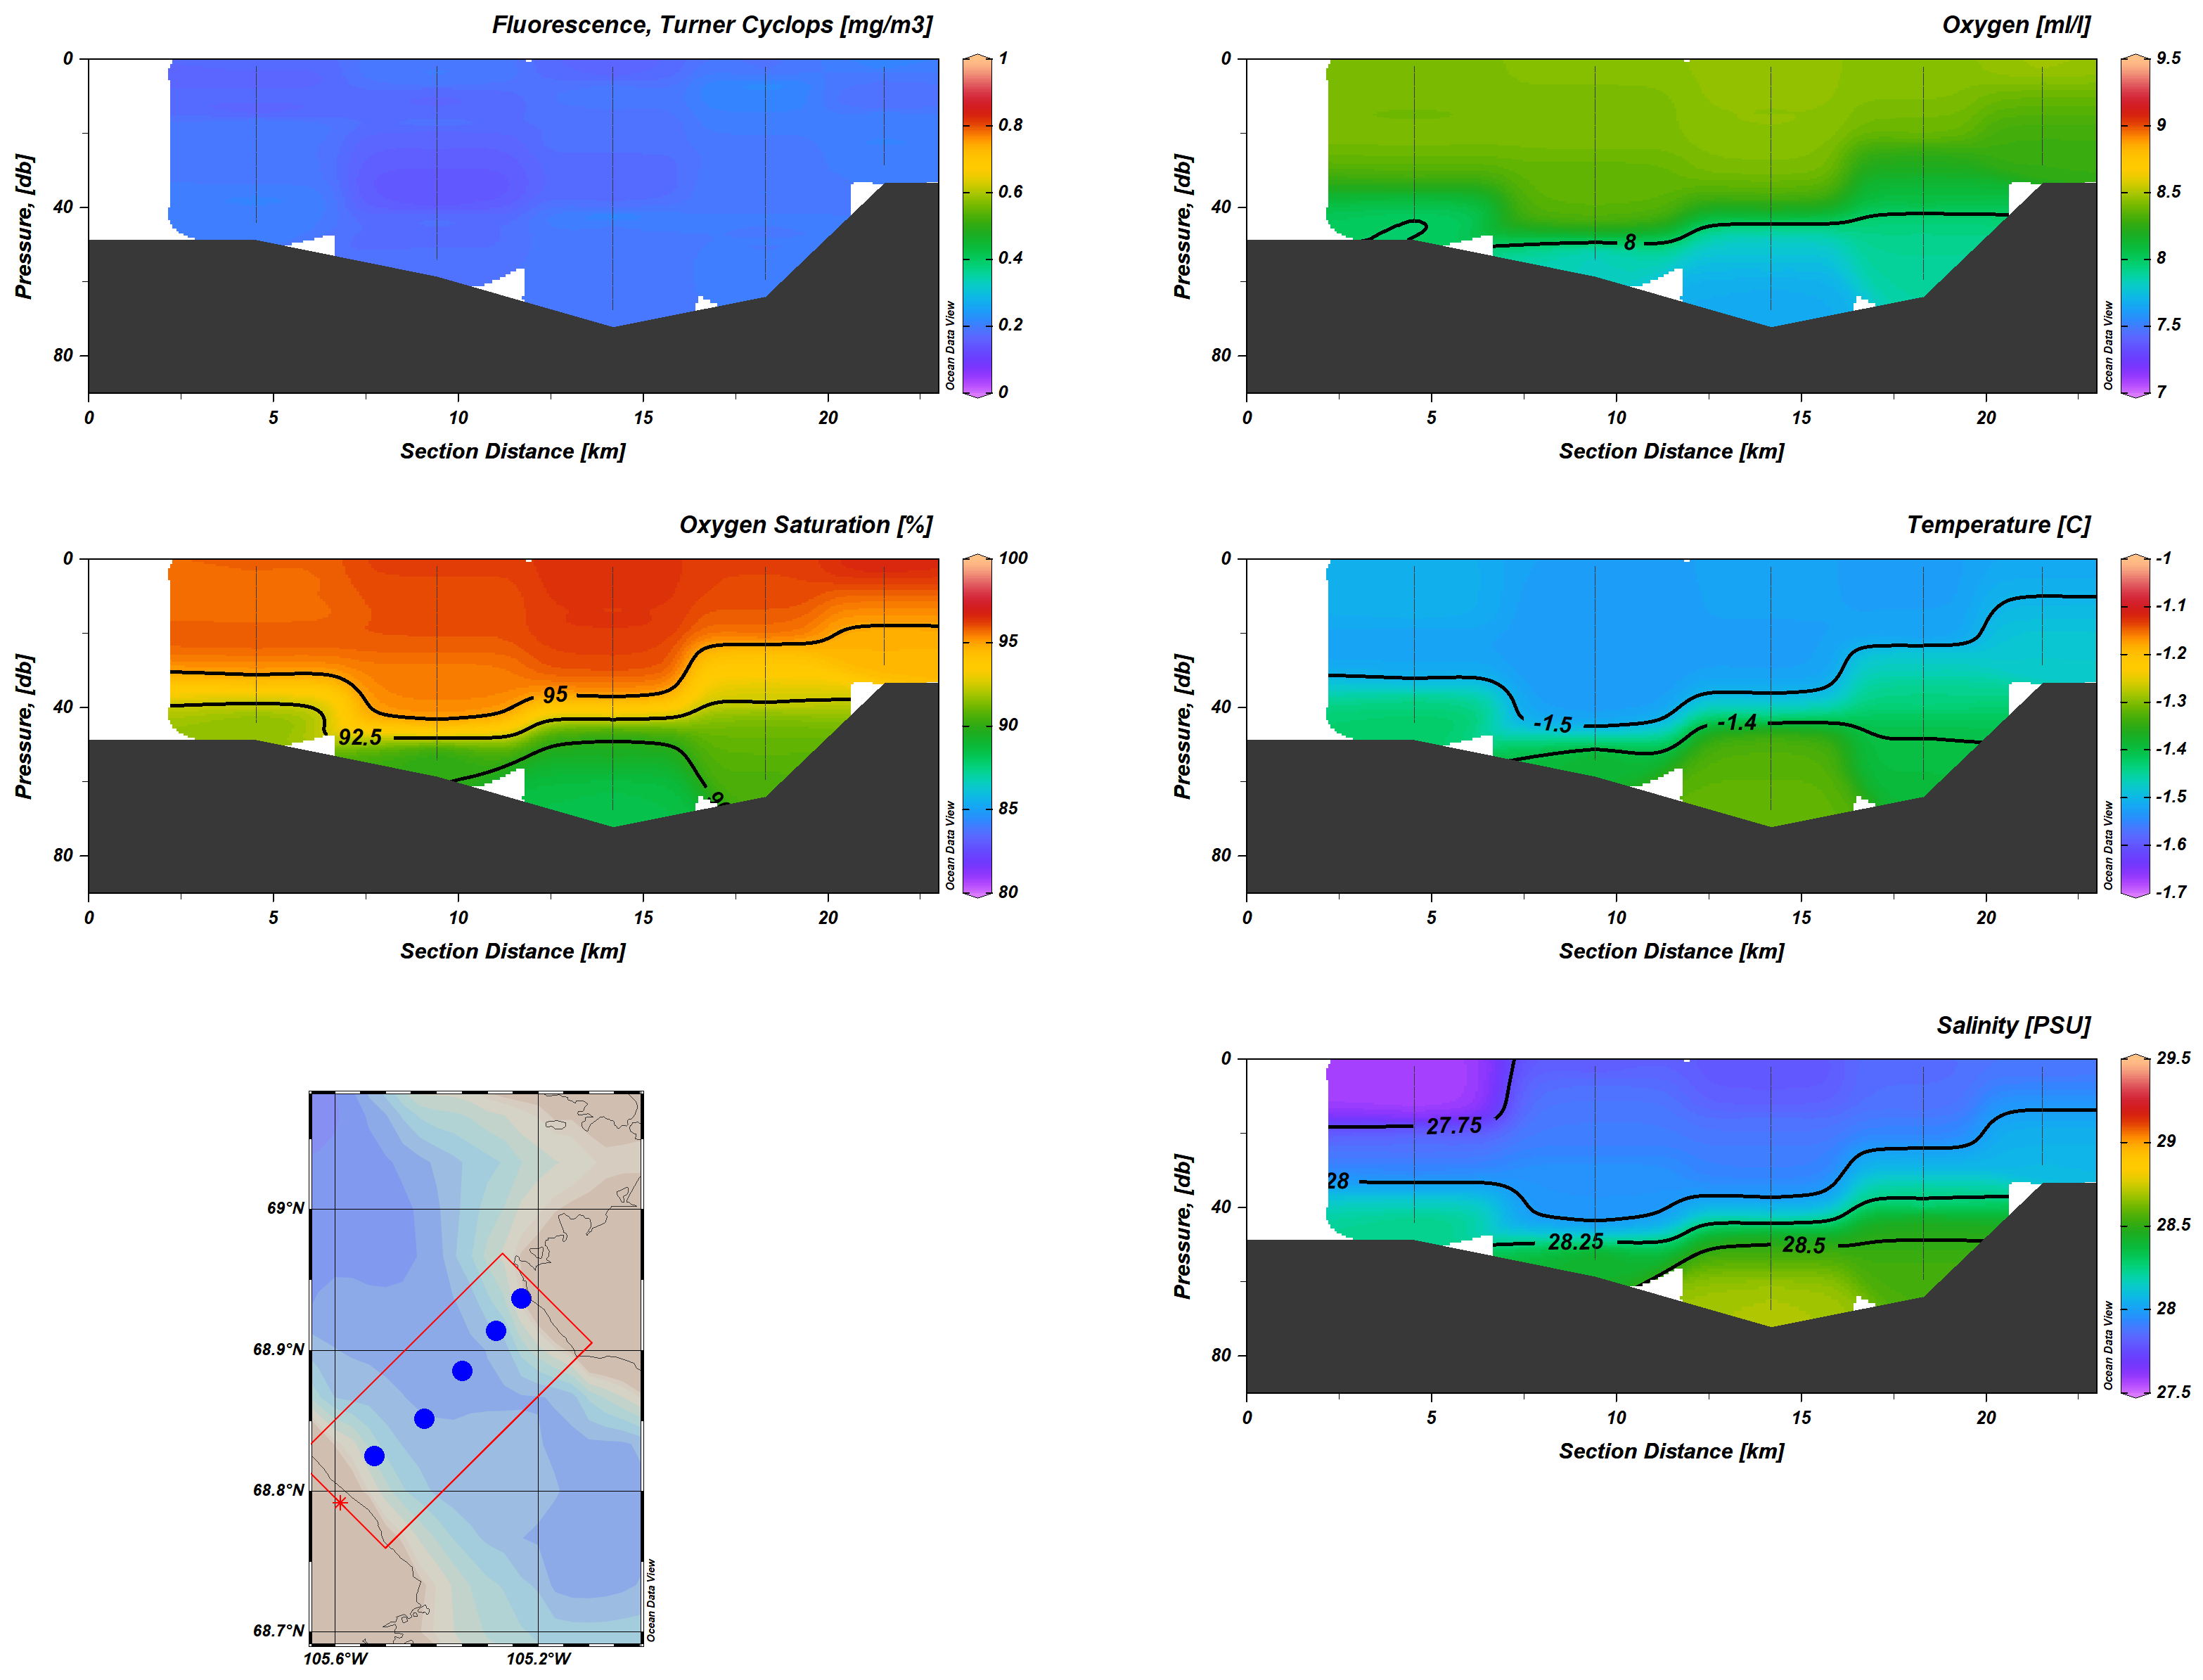 Fluorescence, Turner Cyclops [mg/m3]
0
40
80
Pressure, [db]
0 5 10 15 20
Section Distance [km]
Ocean Data View
1
0.8
0.6
0.4
0.2
0
Oxygen [ml/l]
0
40
80
Pressure, [db]
8
0 5 10 15 20
Section Distance [km]
Ocean Data View
9.5
9
8.5
8
7.5
7
Oxygen Saturation [%]
0
40
80
Pressure, [db]
95
92.5
90
0 5 10 15 20
Section Distance [km]
Ocean Data View
100
95
90
85
80
Temperature [C]
0
40
80
Pressure, [db]
-1.5
-1.4
0 5 10 15 20
Section Distance [km]
Ocean Data View
-1
-1.1
-1.2
-1.3
-1.4
-1.5
-1.6
-1.7
69°N
68.9°N
68.8°N
68.7°N
105.6°W 105.2°W
Ocean Data View
Salinity [PSU]
0
40
80
Pressure, [db]
27.75
28
28.25
28.5
0 5 10 15 20
Section Distance [km]
Ocean Data View
29.5
29
28.5
28
27.5